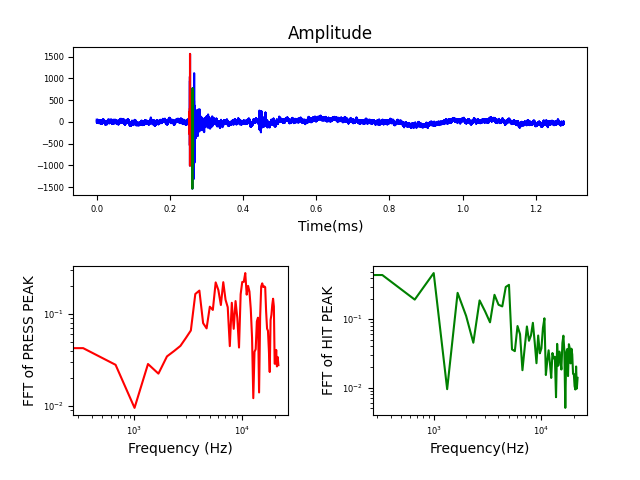 Amplitude
1500
1000
500
0
−500
−1000
−1500
0.0 0.2 0.4 0.6 0.8 1.0 1.2
Time(ms)
FFT of PRESS PEAK
10⁻¹
10⁻²
10³ 10⁴
Frequency (Hz)
FFT of HIT PEAK
10⁻¹
10⁻²
10³ 10⁴
Frequency(Hz)